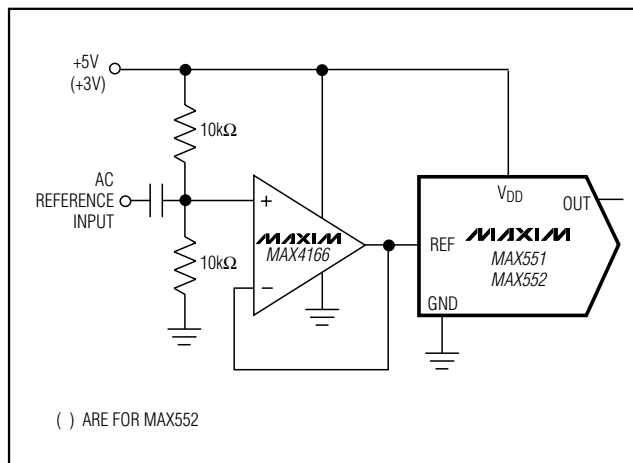 +5V
(+3V)
10kΩ
AC
REFERENCE
INPUT
10kΩ
+
−
MAXIM
MAX4166
VDD
OUT
REF
MAXIM
MAX551
MAX552
GND
( ) ARE FOR MAX552